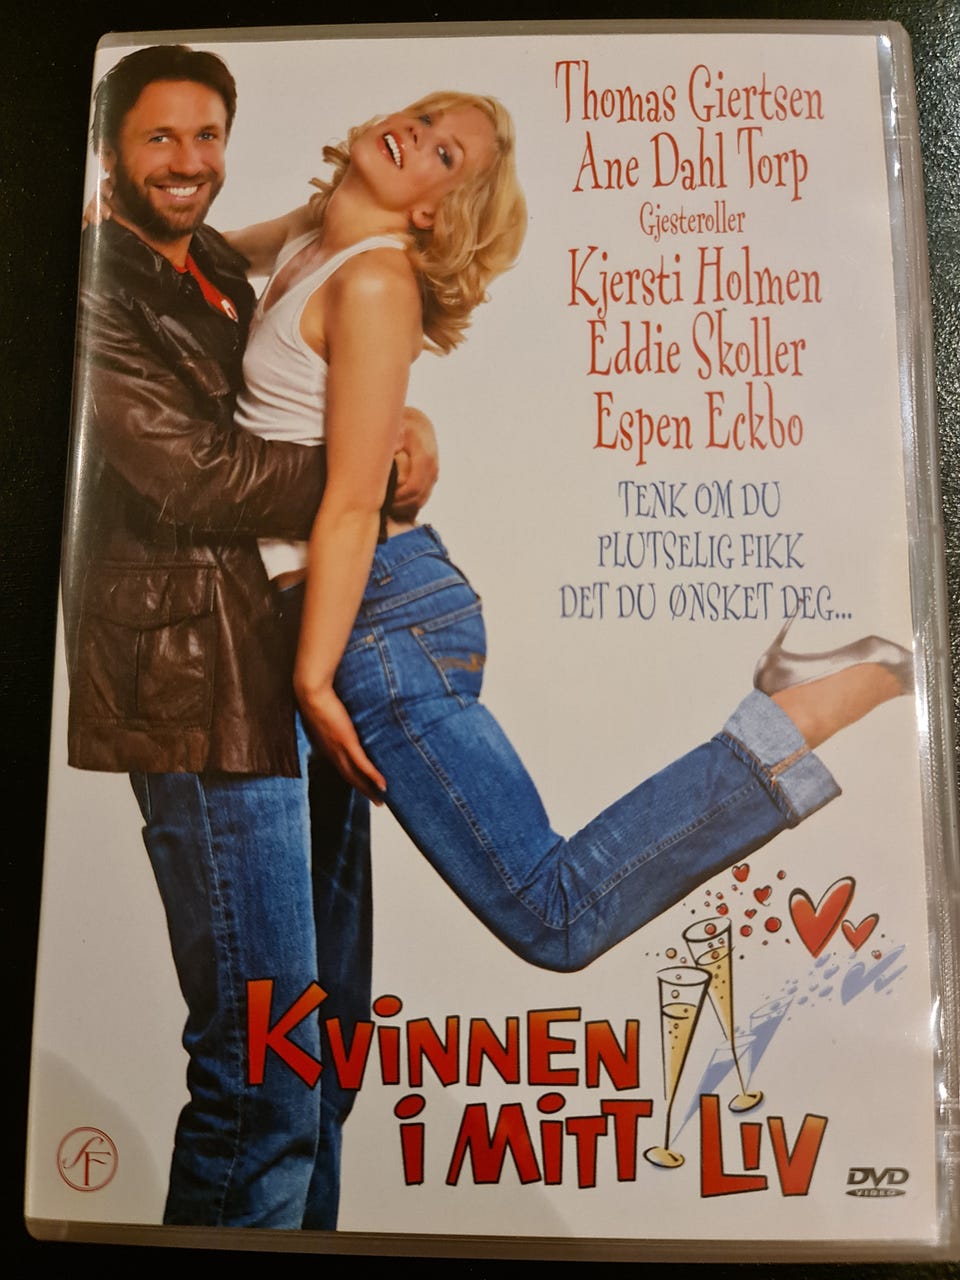 Thomas Giertsen
Ane Dahl Torp
Gjesteroller
Kjersti Holmen
Eddie Skoller
Espen Eckbo
TENK OM DU
PLUTSELIG FIKK
DET DU ØNSKET DEG...
KVINNEN
I MITT LIV
SF
DVD
VIDEO